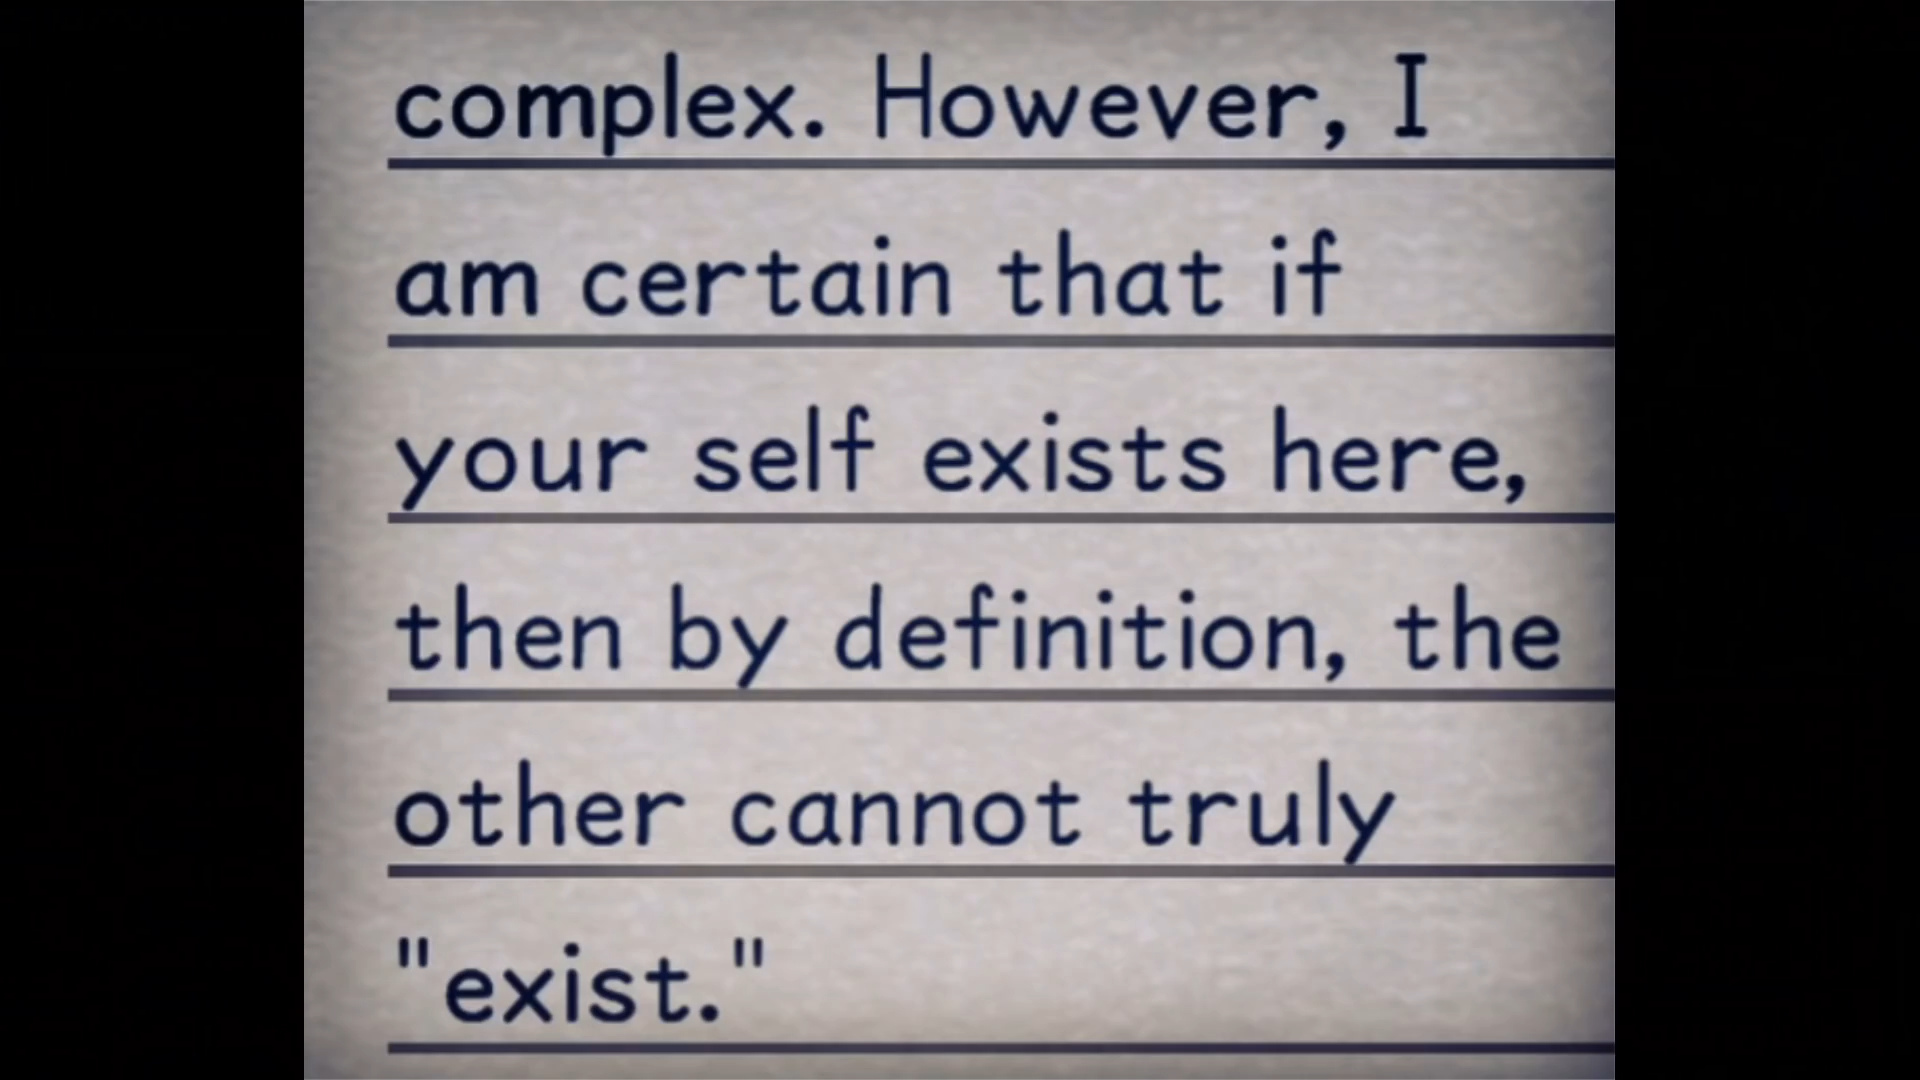 complex. However, I
am certain that if
your self exists here,
then by definition, the
other cannot truly
"exist."